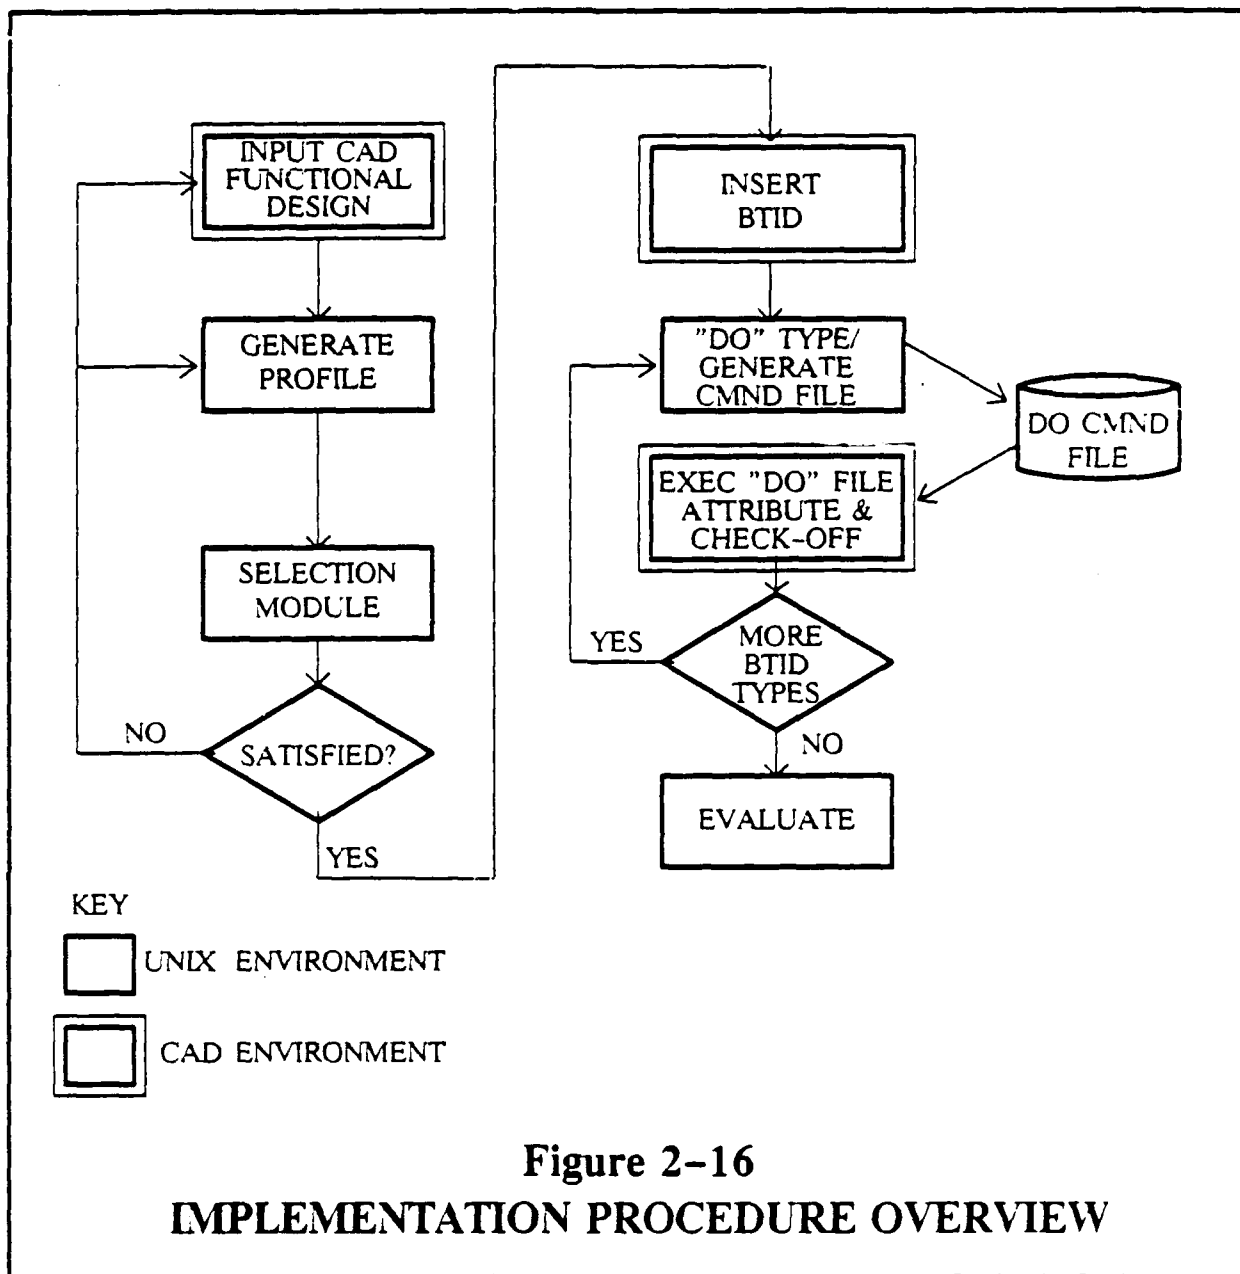 INPUT CAD
FUNCTIONAL
DESIGN
GENERATE
PROFILE
SELECTION
MODULE
NO
SATISFIED?
YES
INSERT
BTID
"DO" TYPE/
GENERATE
CMND FILE
DO CMND
FILE
EXEC "DO" FILE
ATTRIBUTE &
CHECK-OFF
YES
MORE
BTID
TYPES
NO
EVALUATE
KEY
UNIX ENVIRONMENT
CAD ENVIRONMENT
Figure 2-16
IMPLEMENTATION PROCEDURE OVERVIEW